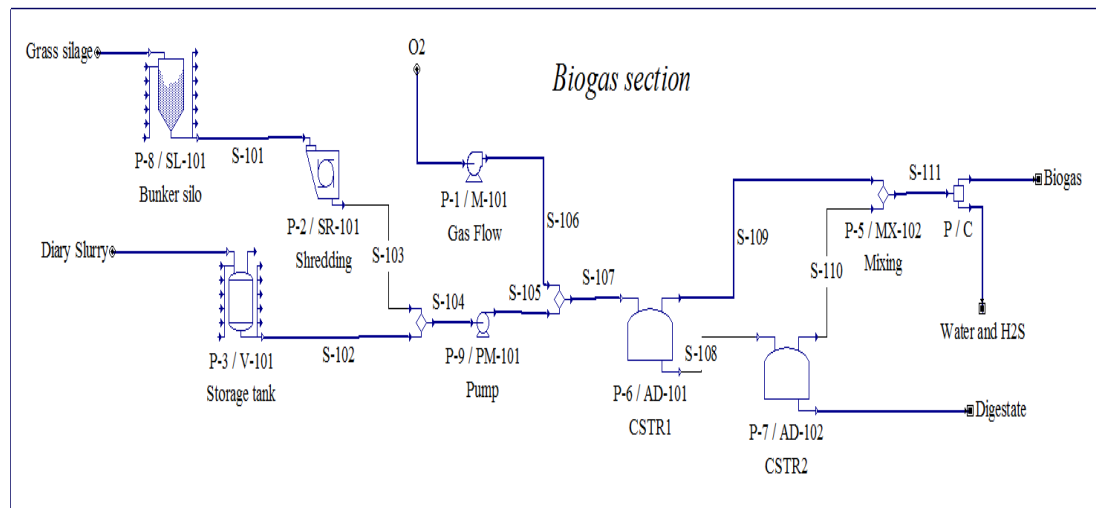 Biogas section
Grass silage
P-8 / SL-101
Bunker silo
S-101
P-2 / SR-101
Shredding
S-103
Diary Slurry
P-3 / V-101
Storage tank
S-102
S-104
P-9 / PM-101
Pump
S-105
O2
P-1 / M-101
Gas Flow
S-106
S-107
P-6 / AD-101
CSTR1
S-108
P-7 / AD-102
CSTR2
S-109
S-110
P-5 / MX-102
Mixing
S-111
P / C
Biogas
Water and H2S
Digestate